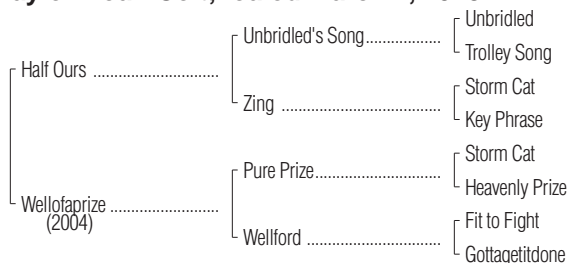 Unbridled
Unbridled's Song
Trolley Song
Half Ours
Storm Cat
Zing
Key Phrase
Storm Cat
Pure Prize
Heavenly Prize
Wellofaprize
(2004)
Fit to Fight
Wellford
Gottagetitdone